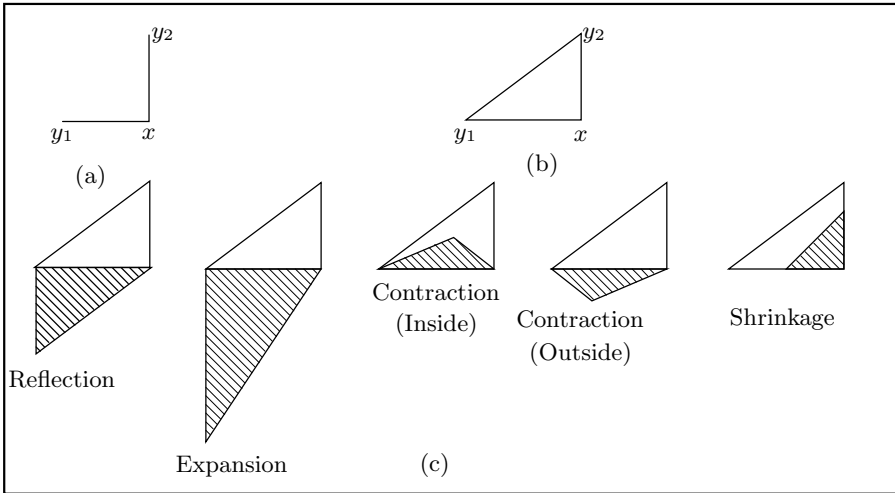 y₂
y₁ x
(a)
y₂
y₁ x
(b)
Reflection
Expansion
Contraction
(Inside)
Contraction
(Outside)
Shrinkage
(c)